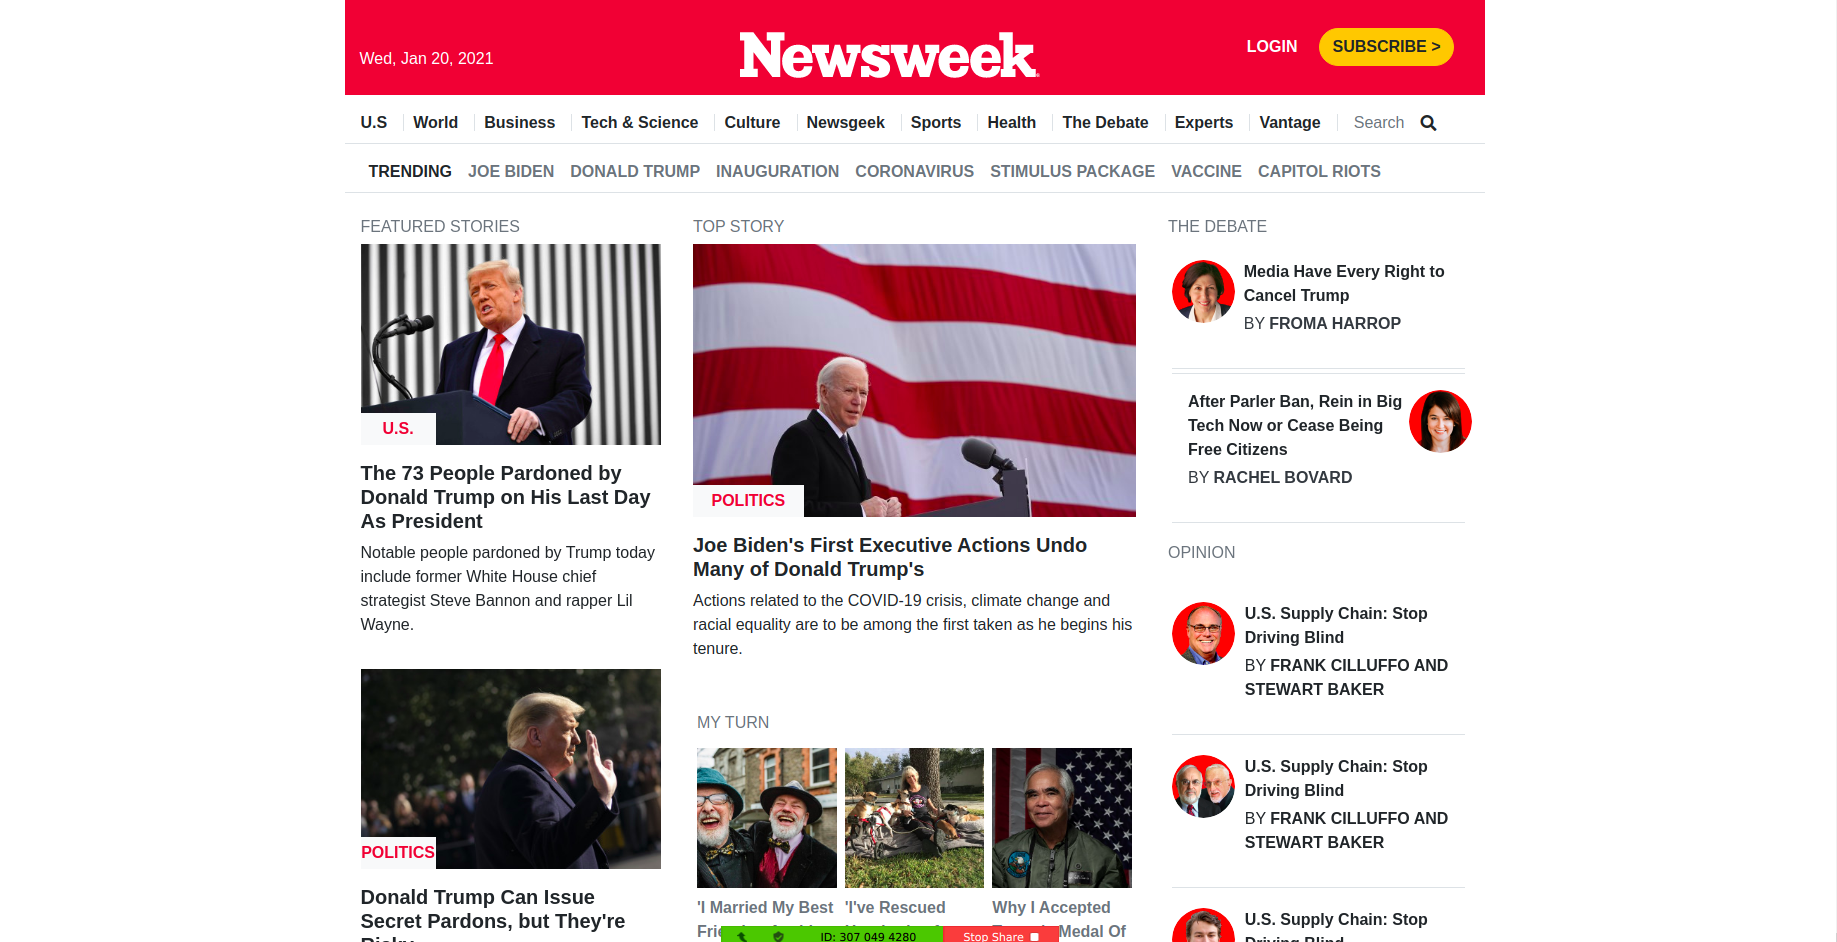 Wed, Jan 20, 2021
Newsweek
LOGIN
SUBSCRIBE >
U.S
World
Business
Tech & Science
Culture
Newsgeek
Sports
Health
The Debate
Experts
Vantage
Search
TRENDING
JOE BIDEN
DONALD TRUMP
INAUGURATION
CORONAVIRUS
STIMULUS PACKAGE
VACCINE
CAPITOL RIOTS
FEATURED STORIES
U.S.
The 73 People Pardoned by
Donald Trump on His Last Day
As President
Notable people pardoned by Trump today
include former White House chief
strategist Steve Bannon and rapper Lil
Wayne.
POLITICS
Donald Trump Can Issue
Secret Pardons, but They're
TOP STORY
POLITICS
Joe Biden's First Executive Actions Undo
Many of Donald Trump's
Actions related to the COVID-19 crisis, climate change and
racial equality are to be among the first taken as he begins his
tenure.
MY TURN
'I Married My Best
'I've Rescued
Why I Accepted
Medal Of
THE DEBATE
Media Have Every Right to
Cancel Trump
BY FROMA HARROP
After Parler Ban, Rein in Big
Tech Now or Cease Being
Free Citizens
BY RACHEL BOVARD
OPINION
U.S. Supply Chain: Stop
Driving Blind
BY FRANK CILLUFFO AND
STEWART BAKER
U.S. Supply Chain: Stop
Driving Blind
BY FRANK CILLUFFO AND
STEWART BAKER
U.S. Supply Chain: Stop
Driving Blind
ID: 307 049 4280
Stop Share